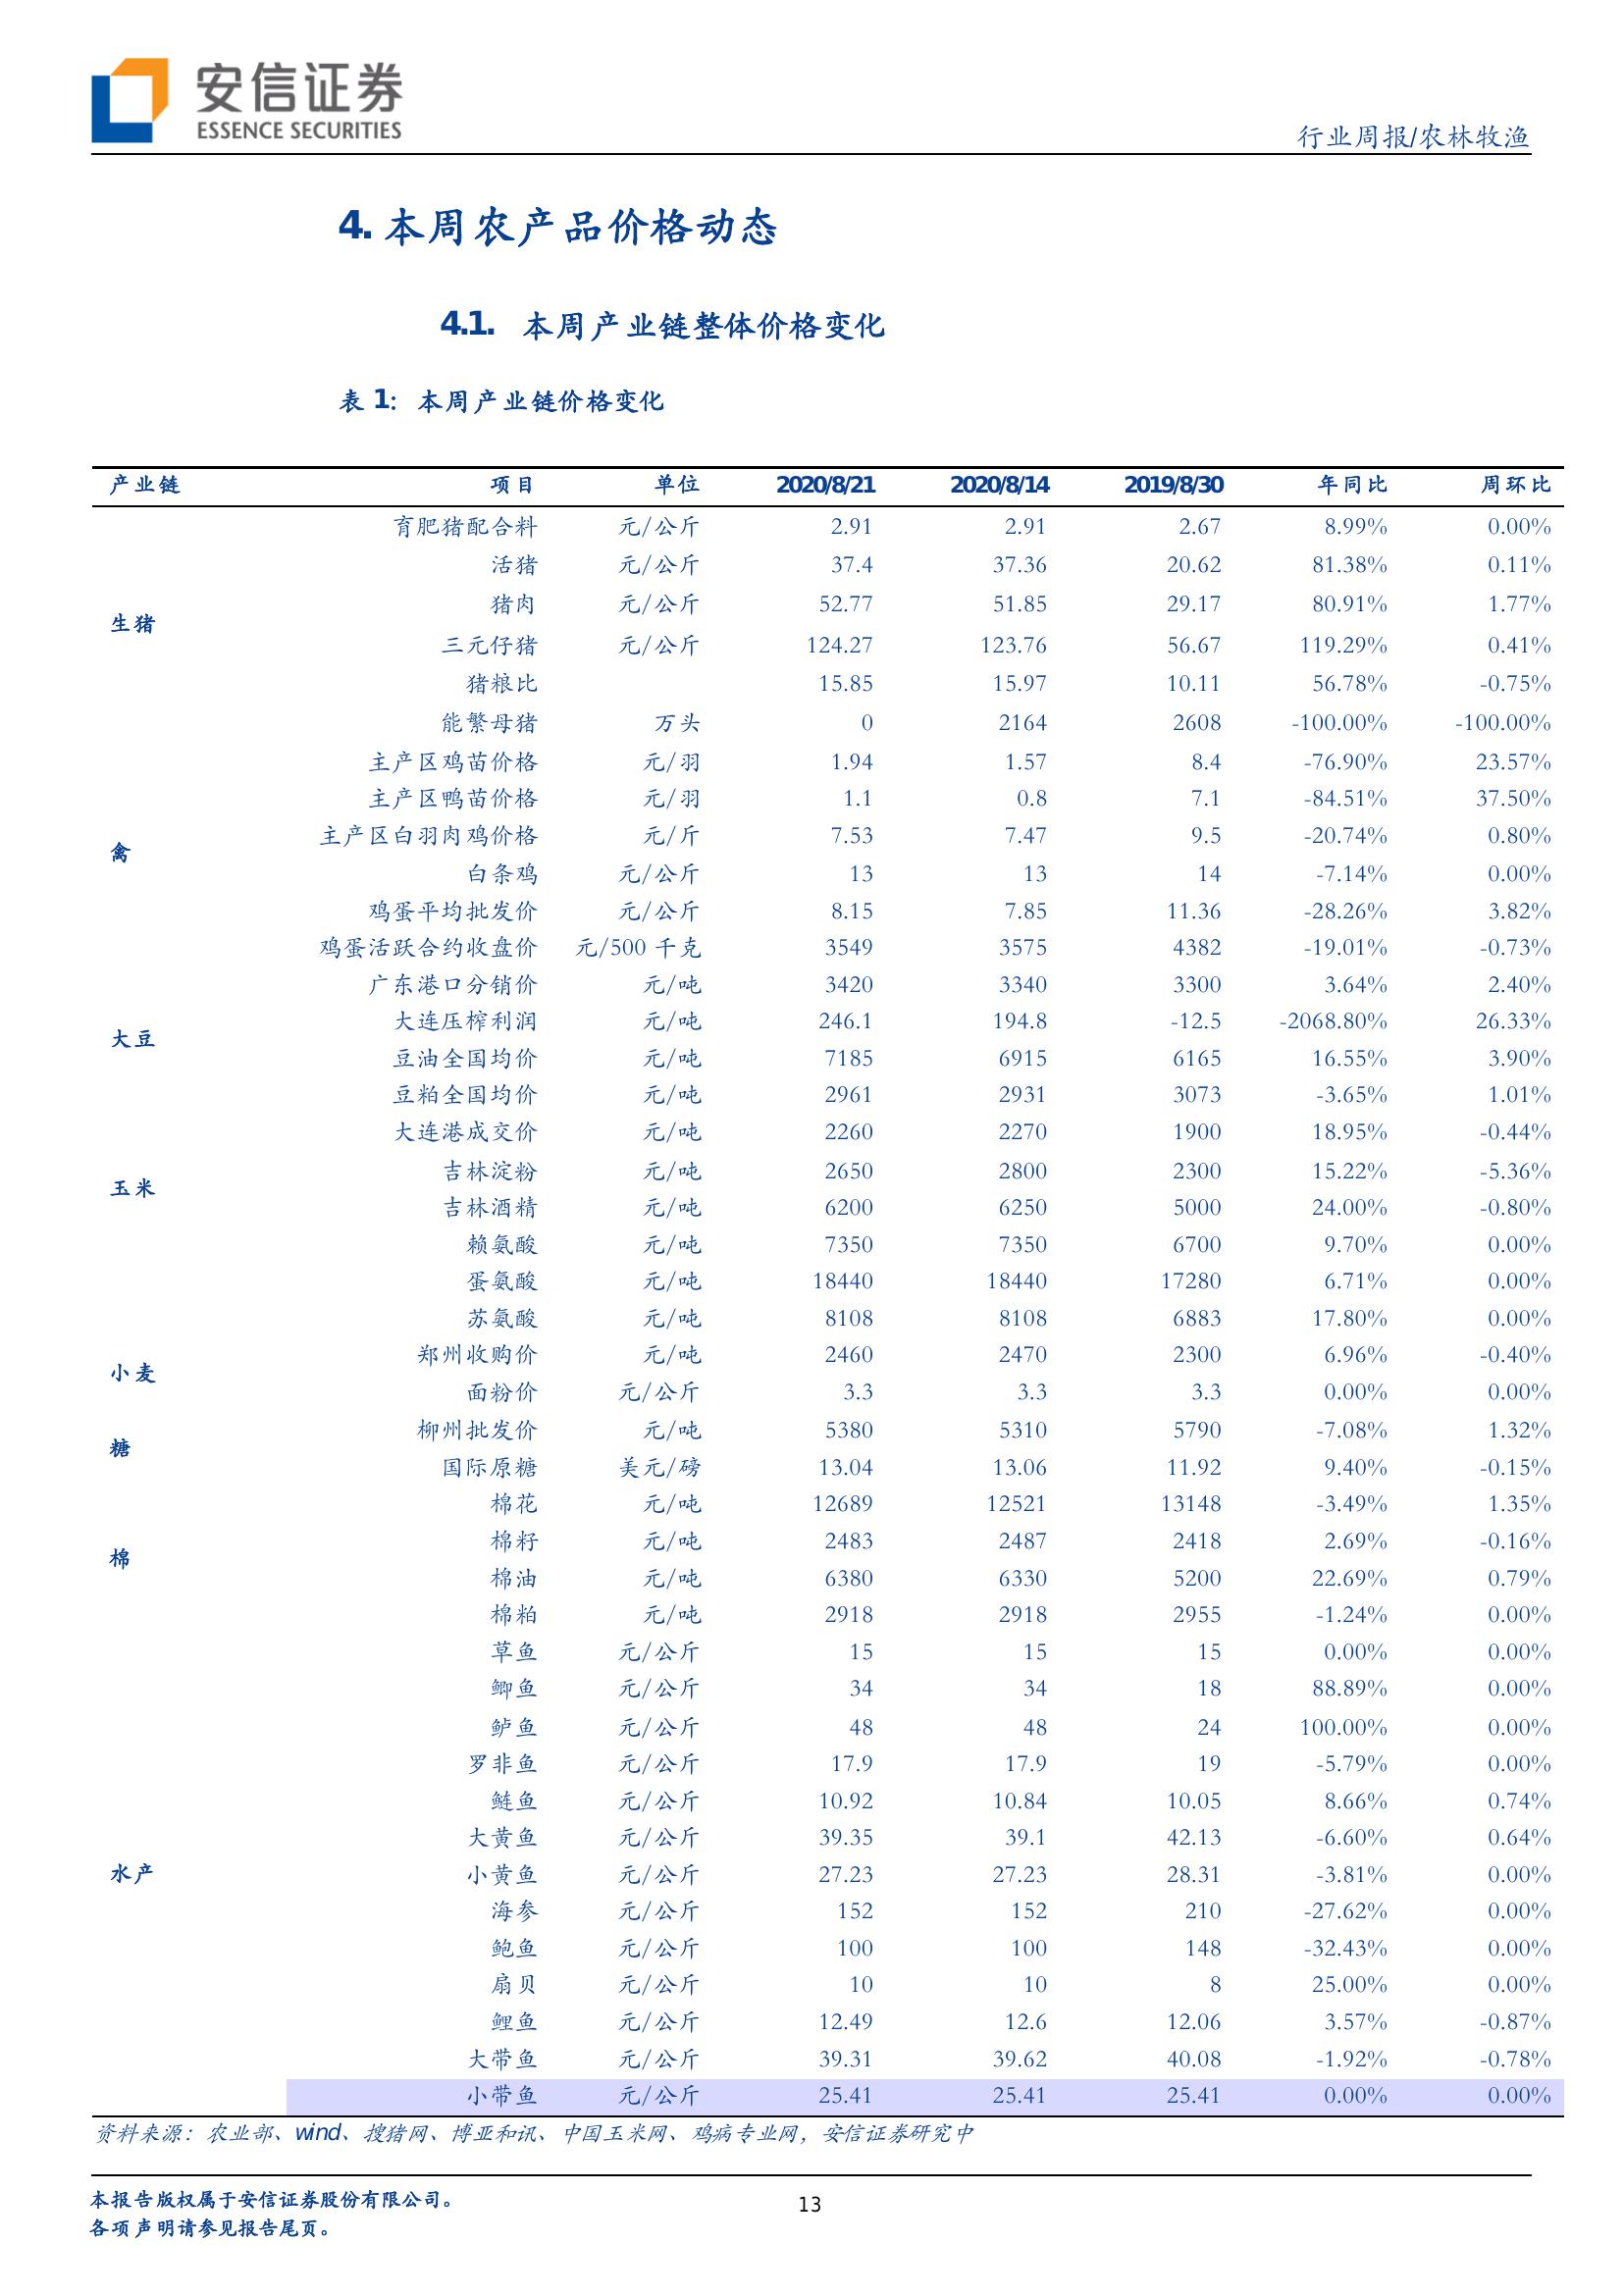 安信证券
ESSENCE SECURITIES
行业周报/农林牧渔
4. 本周农产品价格动态
4.1. 本周产业链整体价格变化
表 1: 本周产业链价格变化
产业链 项目 单位 2020/8/21 2020/8/14 2019/8/30 年同比 周环比
育肥猪配合料 元/公斤 2.91 2.91 2.67 8.99% 0.00%
活猪 元/公斤 37.4 37.36 20.62 81.38% 0.11%
猪肉 元/公斤 52.77 51.85 29.17 80.91% 1.77%
生猪
三元仔猪 元/公斤 124.27 123.76 56.67 119.29% 0.41%
猪粮比 15.85 15.97 10.11 56.78% -0.75%
能繁母猪 万头 0 2164 2608 -100.00% -100.00%
主产区鸡苗价格 元/羽 1.94 1.57 8.4 -76.90% 23.57%
主产区鸭苗价格 元/羽 1.1 0.8 7.1 -84.51% 37.50%
主产区白羽肉鸡价格 元/斤 7.53 7.47 9.5 -20.74% 0.80%
禽
白条鸡 元/公斤 13 13 14 -7.14% 0.00%
鸡蛋平均批发价 元/公斤 8.15 7.85 11.36 -28.26% 3.82%
鸡蛋活跃合约收盘价 元/500 千克 3549 3575 4382 -19.01% -0.73%
广东港口分销价 元/吨 3420 3340 3300 3.64% 2.40%
大连压榨利润 元/吨 246.1 194.8 -12.5 -2068.80% 26.33%
大豆
豆油全国均价 元/吨 7185 6915 6165 16.55% 3.90%
豆粕全国均价 元/吨 2961 2931 3073 -3.65% 1.01%
大连港成交价 元/吨 2260 2270 1900 18.95% -0.44%
吉林淀粉 元/吨 2650 2800 2300 15.22% -5.36%
玉米
吉林酒精 元/吨 6200 6250 5000 24.00% -0.80%
赖氨酸 元/吨 7350 7350 6700 9.70% 0.00%
蛋氨酸 元/吨 18440 18440 17280 6.71% 0.00%
苏氨酸 元/吨 8108 8108 6883 17.80% 0.00%
郑州收购价 元/吨 2460 2470 2300 6.96% -0.40%
小麦
面粉价 元/公斤 3.3 3.3 3.3 0.00% 0.00%
柳州批发价 元/吨 5380 5310 5790 -7.08% 1.32%
糖
国际原糖 美元/磅 13.04 13.06 11.92 9.40% -0.15%
棉花 元/吨 12689 12521 13148 -3.49% 1.35%
棉籽 元/吨 2483 2487 2418 2.69% -0.16%
棉
棉油 元/吨 6380 6330 5200 22.69% 0.79%
棉粕 元/吨 2918 2918 2955 -1.24% 0.00%
草鱼 元/公斤 15 15 15 0.00% 0.00%
鲫鱼 元/公斤 34 34 18 88.89% 0.00%
鲈鱼 元/公斤 48 48 24 100.00% 0.00%
罗非鱼 元/公斤 17.9 17.9 19 -5.79% 0.00%
鲢鱼 元/公斤 10.92 10.84 10.05 8.66% 0.74%
大黄鱼 元/公斤 39.35 39.1 42.13 -6.60% 0.64%
水产 小黄鱼 元/公斤 27.23 27.23 28.31 -3.81% 0.00%
海参 元/公斤 152 152 210 -27.62% 0.00%
鲍鱼 元/公斤 100 100 148 -32.43% 0.00%
扇贝 元/公斤 10 10 8 25.00% 0.00%
鲤鱼 元/公斤 12.49 12.6 12.06 3.57% -0.87%
大带鱼 元/公斤 39.31 39.62 40.08 -1.92% -0.78%
小带鱼 元/公斤 25.41 25.41 25.41 0.00% 0.00%
资料来源：农业部、wind、搜猪网、博亚和讯、中国玉米网、鸡病专业网，安信证券研究中
本报告版权属于安信证券股份有限公司。
各项声明请参见报告尾页。
13